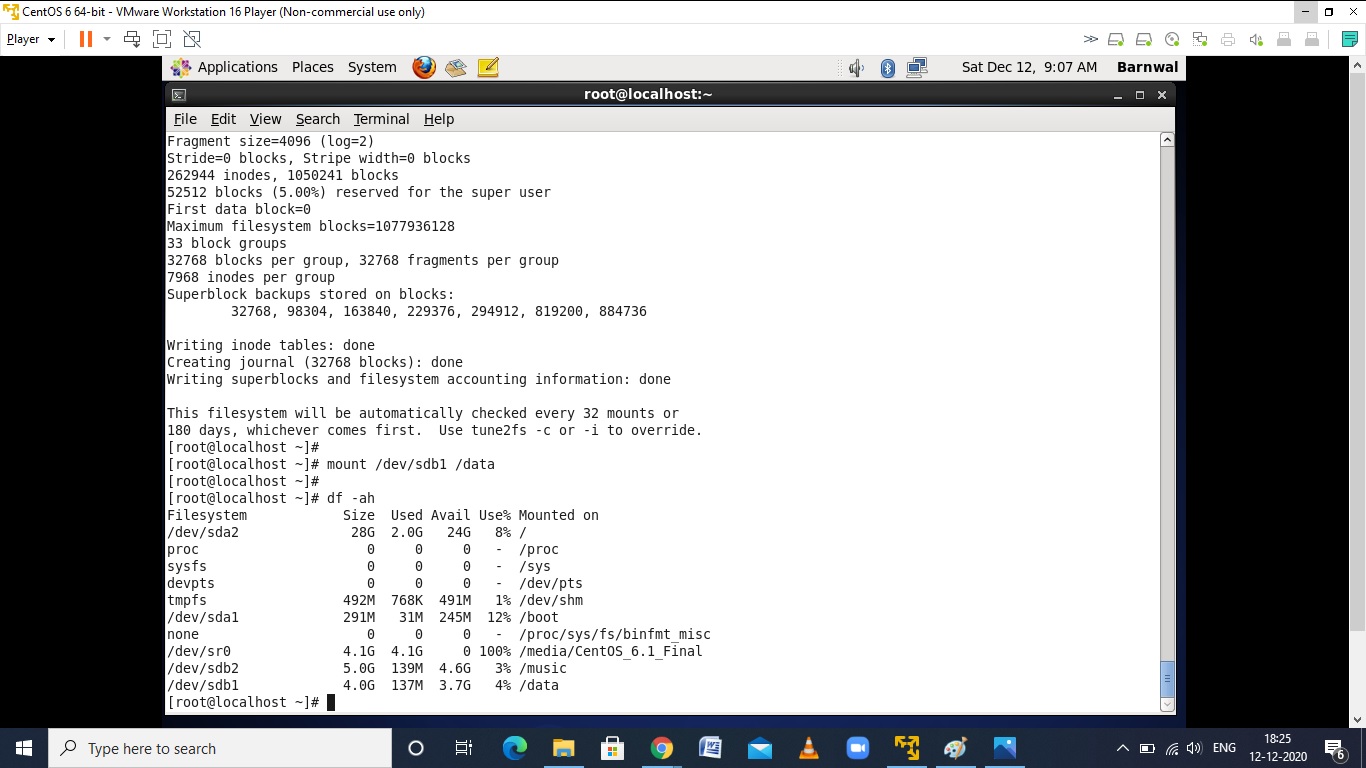 CentOS 6 64-bit - VMware Workstation 16 Player (Non-commercial use only)
Player
Applications Places System Sat Dec 12, 9:07 AM Barnwal
root@localhost:~
File Edit View Search Terminal Help
Fragment size=4096 (log=2)
Stride=0 blocks, Stripe width=0 blocks
262944 inodes, 1050241 blocks
52512 blocks (5.00%) reserved for the super user
First data block=0
Maximum filesystem blocks=1077936128
33 block groups
32768 blocks per group, 32768 fragments per group
7968 inodes per group
Superblock backups stored on blocks:
        32768, 98304, 163840, 229376, 294912, 819200, 884736

Writing inode tables: done
Creating journal (32768 blocks): done
Writing superblocks and filesystem accounting information: done

This filesystem will be automatically checked every 32 mounts or
180 days, whichever comes first.  Use tune2fs -c or -i to override.
[root@localhost ~]#
[root@localhost ~]# mount /dev/sdb1 /data
[root@localhost ~]#
[root@localhost ~]# df -ah
Filesystem            Size  Used Avail Use% Mounted on
/dev/sda2              28G  2.0G   24G   8% /
proc                     0     0     0   -  /proc
sysfs                    0     0     0   -  /sys
devpts                   0     0     0   -  /dev/pts
tmpfs                 492M  768K  491M   1% /dev/shm
/dev/sda1             291M   31M  245M  12% /boot
none                     0     0     0   -  /proc/sys/fs/binfmt_misc
/dev/sr0              4.1G  4.1G     0 100% /media/CentOS_6.1_Final
/dev/sdb2             5.0G  139M  4.6G   3% /music
/dev/sdb1             4.0G  137M  3.7G   4% /data
[root@localhost ~]#
Type here to search
ENG
18:25
12-12-2020
6